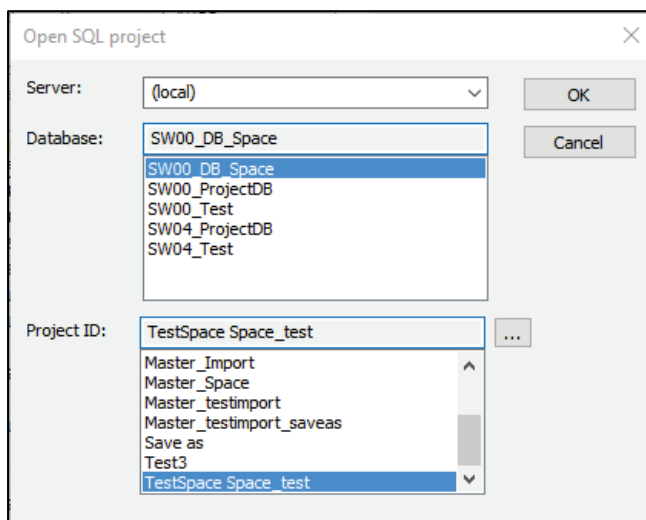 Open SQL project
Server:
(local)
OK
Database:
SW00_DB_Space
Cancel
SW00_DB_Space
SW00_ProjectDB
SW00_Test
SW04_ProjectDB
SW04_Test
Project ID:
TestSpace Space_test
...
Master_Import
Master_Space
Master_testimport
Master_testimport_saveas
Save as
Test3
TestSpace Space_test